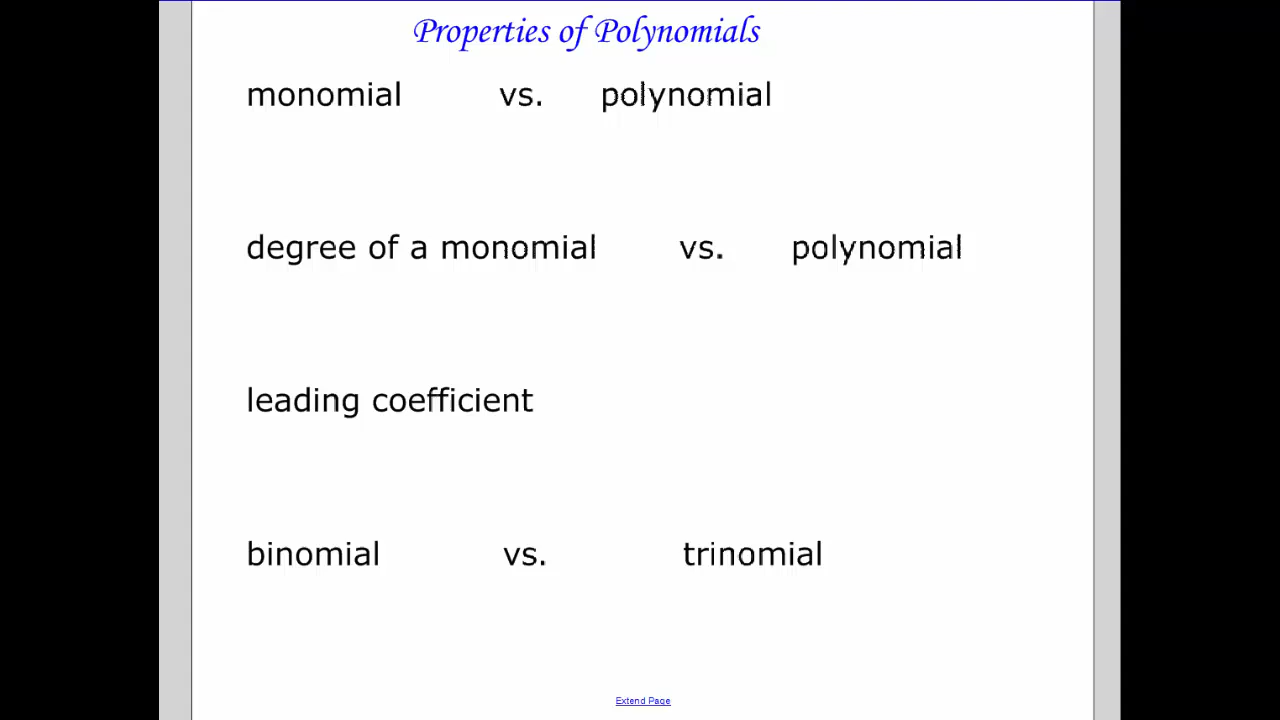 Properties of Polynomials
monomial vs. polynomial
degree of a monomial vs. polynomial
leading coefficient
binomial vs. trinomial
Extend Page